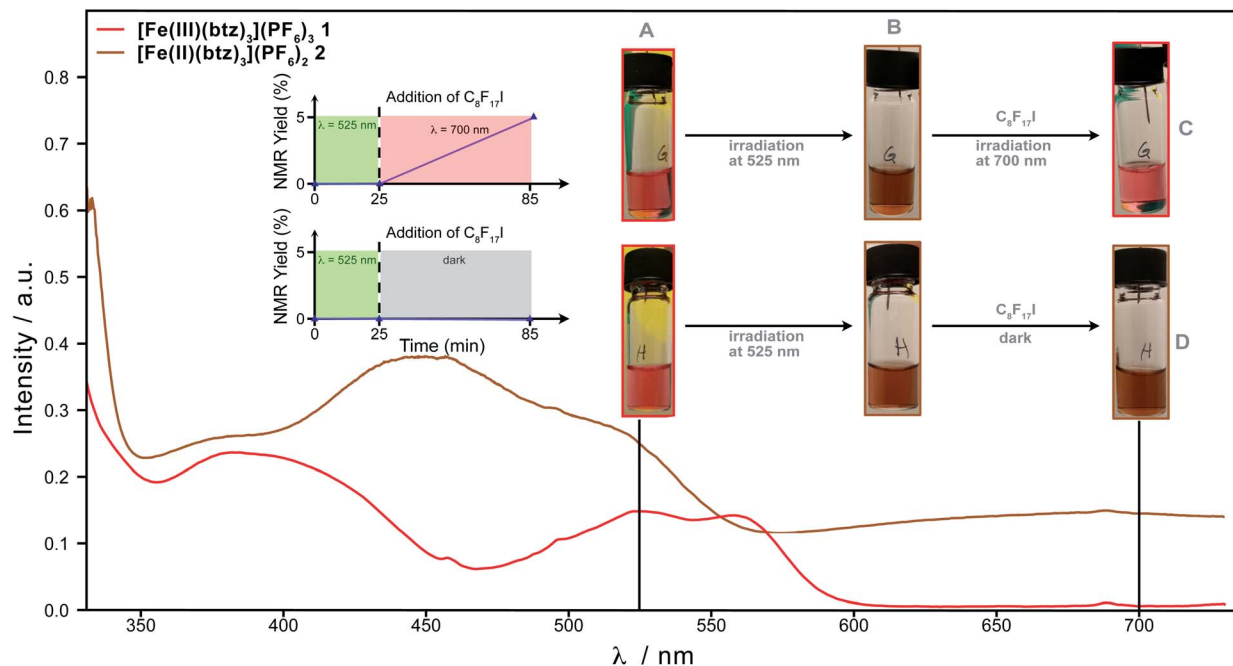 [Fe(III)(btz)₃](PF₆)₃ 1
[Fe(II)(btz)₃](PF₆)₂ 2
A
B
NMR Yield (%)
Addition of C₈F₁₇I
5
λ = 525 nm
λ = 700 nm
0
0
25
85
G
irradiation
at 525 nm
G
C₈F₁₇I
irradiation
at 700 nm
G
C
NMR Yield (%)
Addition of C₈F₁₇I
5
λ = 525 nm
dark
0
0
25
85
Time (min)
H
irradiation
at 525 nm
H
C₈F₁₇I
dark
H
D
Intensity / a.u.
0.8
0.7
0.6
0.5
0.4
0.3
0.2
0.1
0.0
350
400
450
500
550
600
650
700
λ / nm